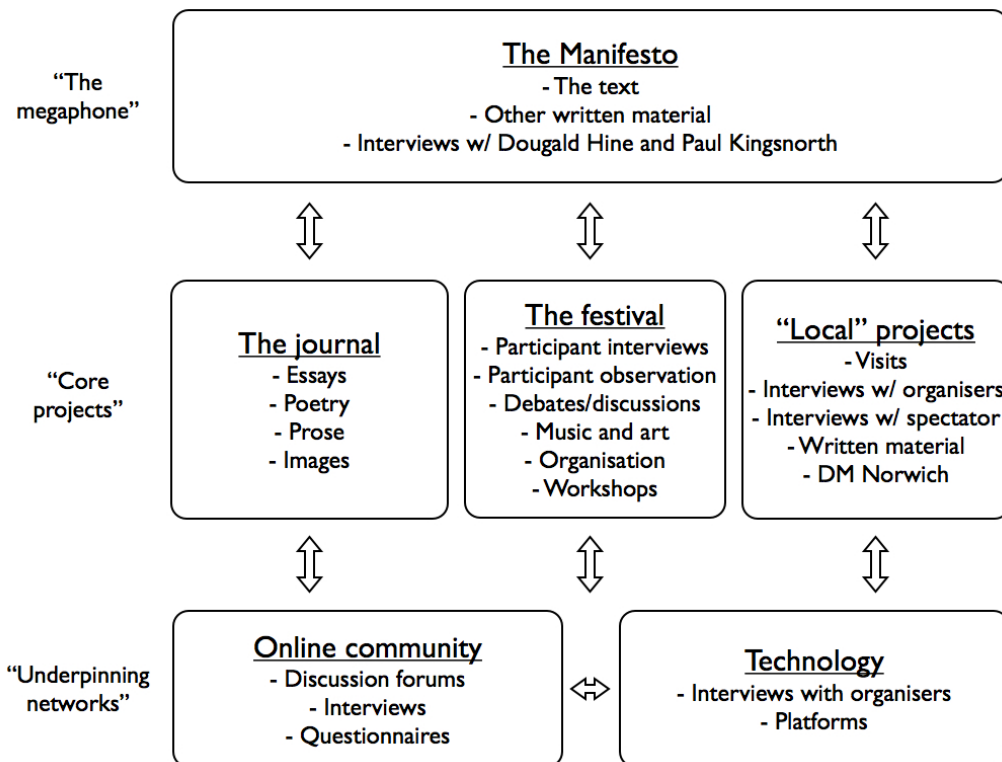 “The
megaphone”
The Manifesto
- The text
- Other written material
- Interviews w/ Dougald Hine and Paul Kingsnorth
“Core
projects”
The journal
- Essays
- Poetry
- Prose
- Images
The festival
- Participant interviews
- Participant observation
- Debates/discussions
- Music and art
- Organisation
- Workshops
“Local” projects
- Visits
- Interviews w/ organisers
- Interviews w/ spectator
- Written material
- DM Norwich
“Underpinning
networks”
Online community
- Discussion forums
- Interviews
- Questionnaires
Technology
- Interviews with organisers
- Platforms